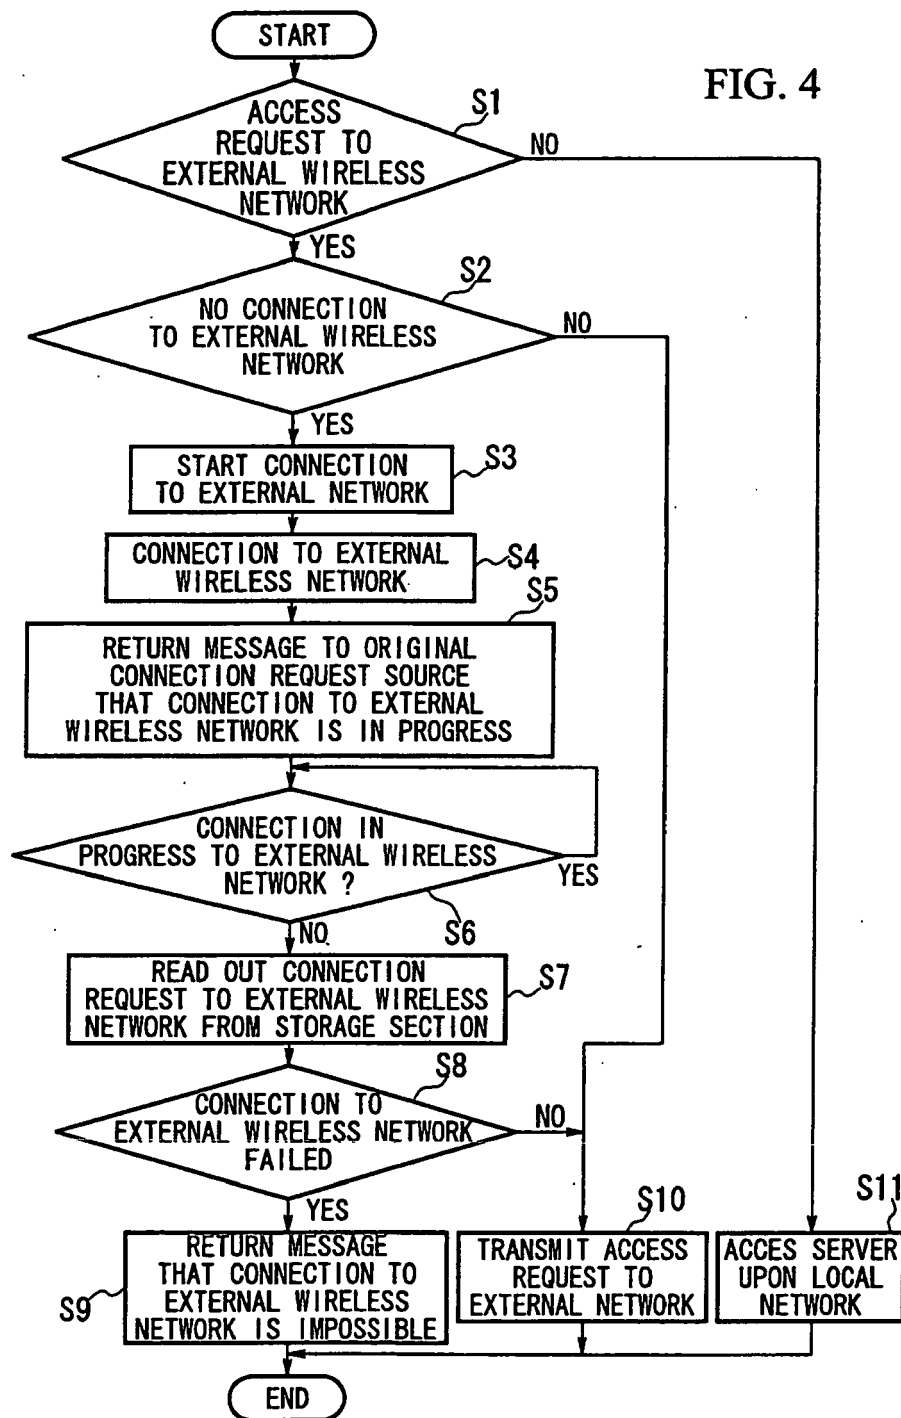 START
FIG. 4
S1
ACCESS
REQUEST TO
EXTERNAL WIRELESS
NETWORK
NO
YES
S2
NO CONNECTION
TO EXTERNAL WIRELESS
NETWORK
NO
YES
START CONNECTION
TO EXTERNAL NETWORK
S3
CONNECTION TO EXTERNAL
WIRELESS NETWORK
S4
S5
RETURN MESSAGE TO ORIGINAL
CONNECTION REQUEST SOURCE
THAT CONNECTION TO EXTERNAL
WIRELESS NETWORK IS IN PROGRESS
CONNECTION IN
PROGRESS TO EXTERNAL WIRELESS
NETWORK ?
YES
S6
NO
READ OUT CONNECTION
REQUEST TO EXTERNAL WIRELESS
NETWORK FROM STORAGE SECTION
S7
S8
CONNECTION TO
EXTERNAL WIRELESS NETWORK
FAILED
NO
YES
RETURN MESSAGE
THAT CONNECTION TO
EXTERNAL WIRELESS
NETWORK IS IMPOSSIBLE
S9
S10
TRANSMIT ACCESS
REQUEST TO
EXTERNAL NETWORK
S11
ACCES SERVER
UPON LOCAL
NETWORK
END